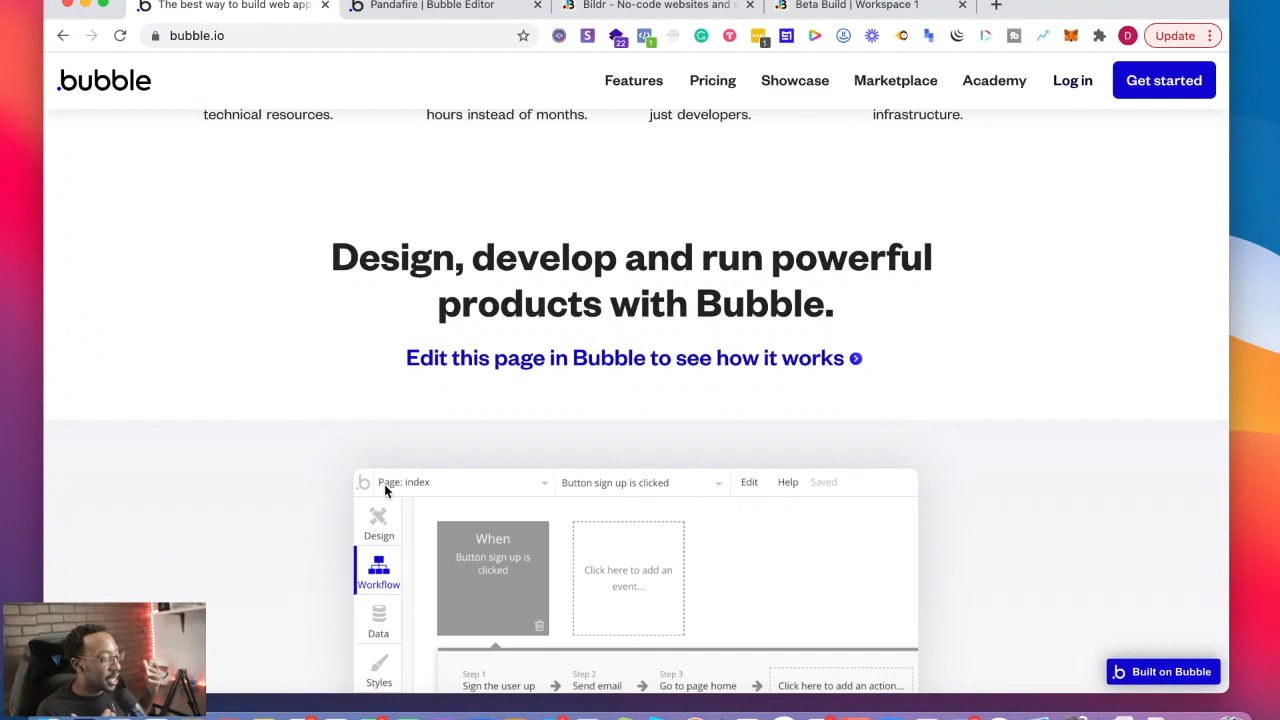 The best way to build web app
Pandafire | Bubble Editor
Bildr - No-code websites and
Beta Build | Workspace 1
bubble.io
22
1
1
D
Update
.bubble
Features
Pricing
Showcase
Marketplace
Academy
Log in
Get started
technical resources.
hours instead of months.
just developers.
infrastructure.
Design, develop and run powerful
products with Bubble.
Edit this page in Bubble to see how it works
Page: index
Button sign up is clicked
Edit
Help
Saved
Design
Workflow
Data
Styles
When
Button sign up is
clicked
Click here to add an
event...
Step 1
Sign the user up
Step 2
Send email
Step 3
Go to page home
Click here to add an action...
Built on Bubble